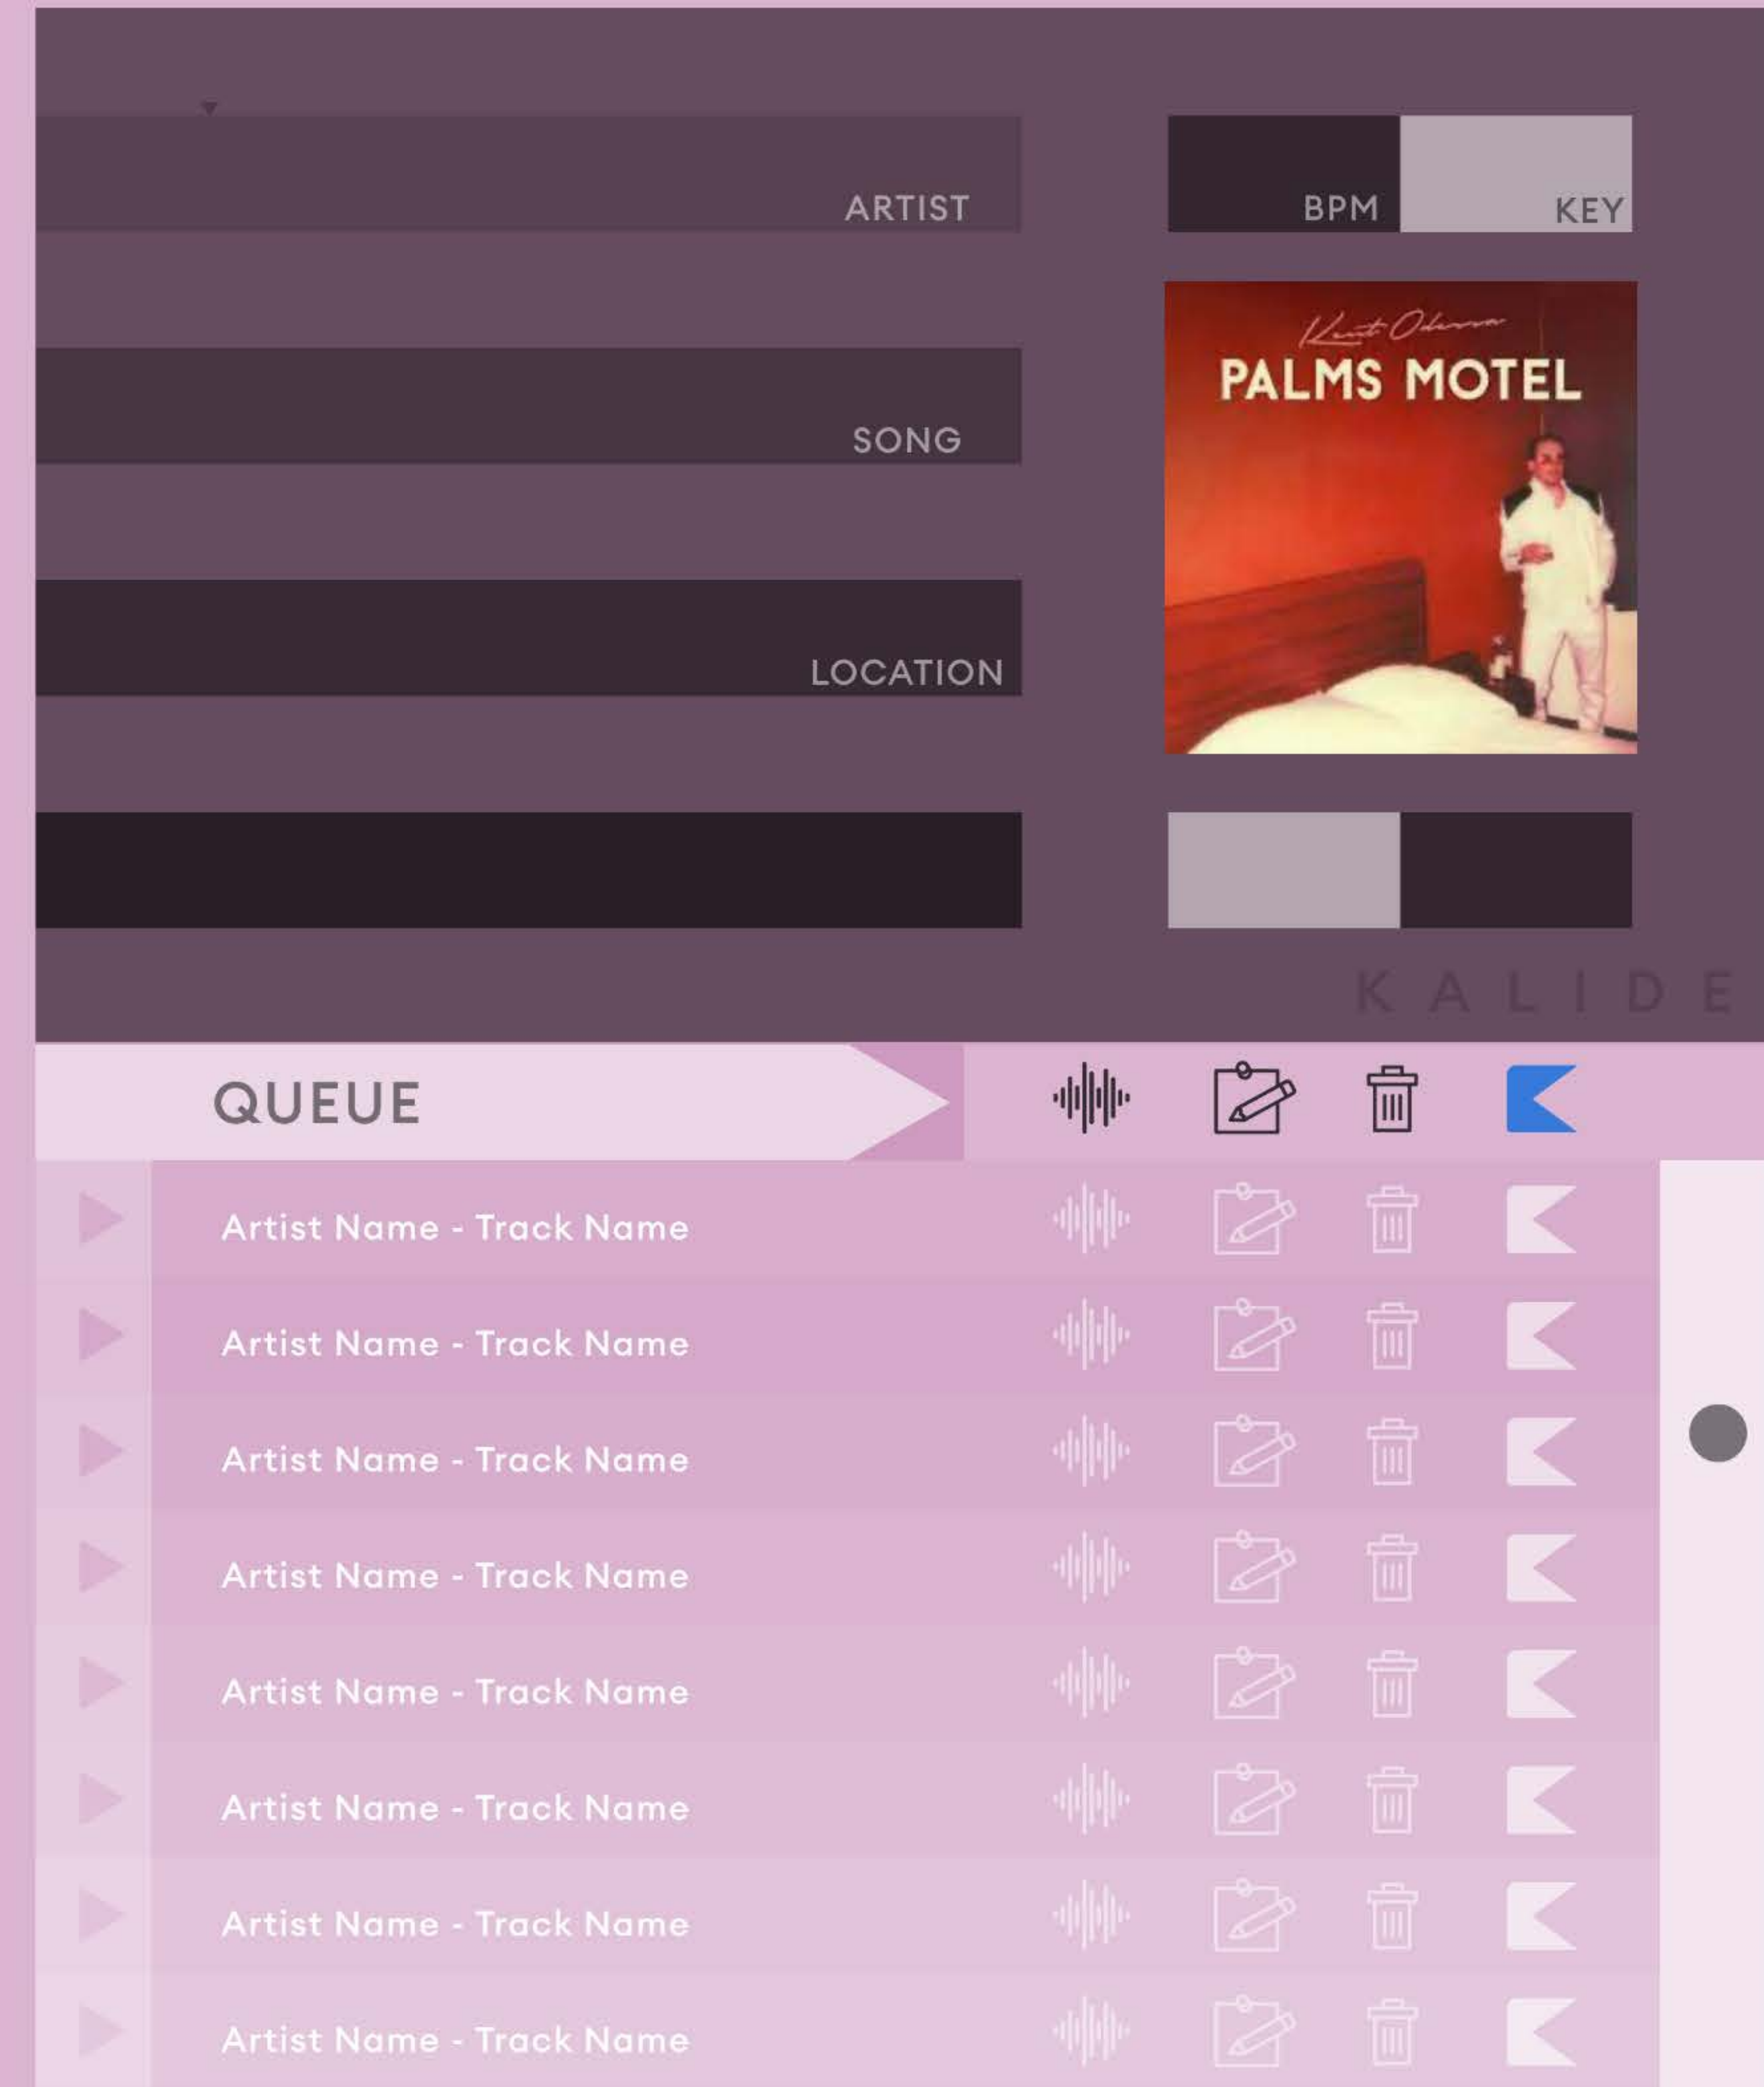 ARTIST
BPM
KEY
Kent Odessa
PALMS MOTEL
SONG
LOCATION
KALIDE
QUEUE
Artist Name - Track Name
Artist Name - Track Name
Artist Name - Track Name
Artist Name - Track Name
Artist Name - Track Name
Artist Name - Track Name
Artist Name - Track Name
Artist Name - Track Name